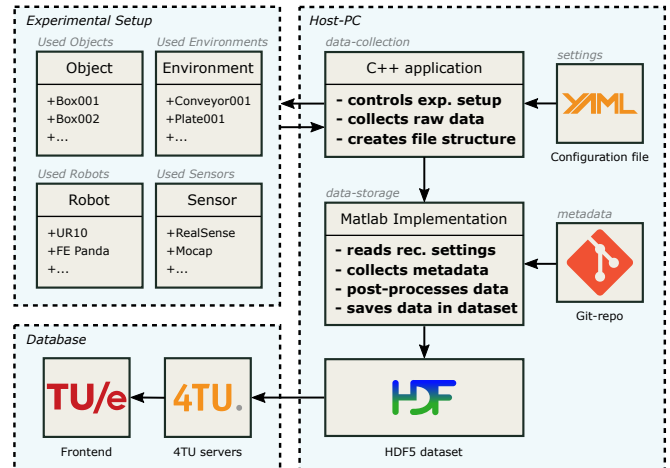 Experimental Setup
Used Objects
Object
+Box001
+Box002
+...
Used Environments
Environment
+Conveyor001
+Plate001
+...
Used Robots
Robot
+UR10
+FE Panda
+...
Used Sensors
Sensor
+RealSense
+Mocap
+...
Host-PC
data-collection
C++ application
- controls exp. setup
- collects raw data
- creates file structure
settings
YAML
Configuration file
data-storage
Matlab Implementation
- reads rec. settings
- collects metadata
- post-processes data
- saves data in dataset
metadata
Git-repo
Database
TU/e
Frontend
4TU.
4TU servers
HDF
HDF5 dataset